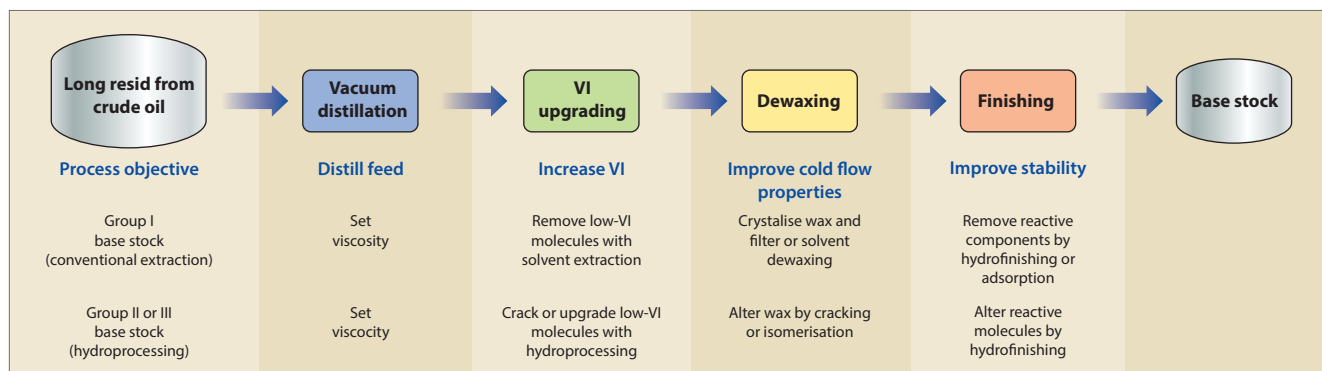 Long resid from
crude oil
Vacuum
distillation
VI
upgrading
Dewaxing
Finishing
Base stock
Process objective
Distill feed
Increase VI
Improve cold flow
properties
Improve stability
Group I
base stock
(conventional extraction)
Set
viscosity
Remove low-VI
molecules with
solvent extraction
Crystalise wax and
filter or solvent
dewaxing
Remove reactive
components by
hydrofinishing or
adsorption
Group II or III
base stock
(hydroprocessing)
Set
viscocity
Crack or upgrade low-VI
molecules with
hydroprocessing
Alter wax by cracking
or isomerisation
Alter reactive
molecules by
hydrofinishing